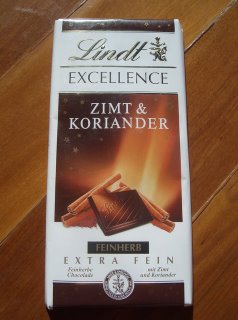 Lindt
EXCELLENCE
ZIMT &
KORIANDER
FEINHERB
EXTRA FEIN
Feinherbe mit Zimt
Chocolade und Koriander